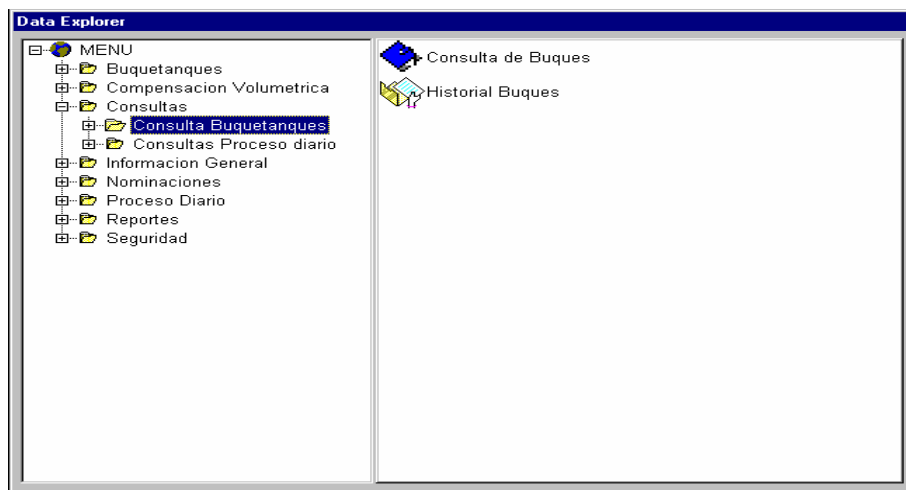 Data Explorer
MENU
Buquetanques
Compensacion Volumetrica
Consultas
Consulta Buquetanques
Consultas Proceso diario
Informacion General
Nominaciones
Proceso Diario
Reportes
Seguridad
Consulta de Buques
Historial Buques